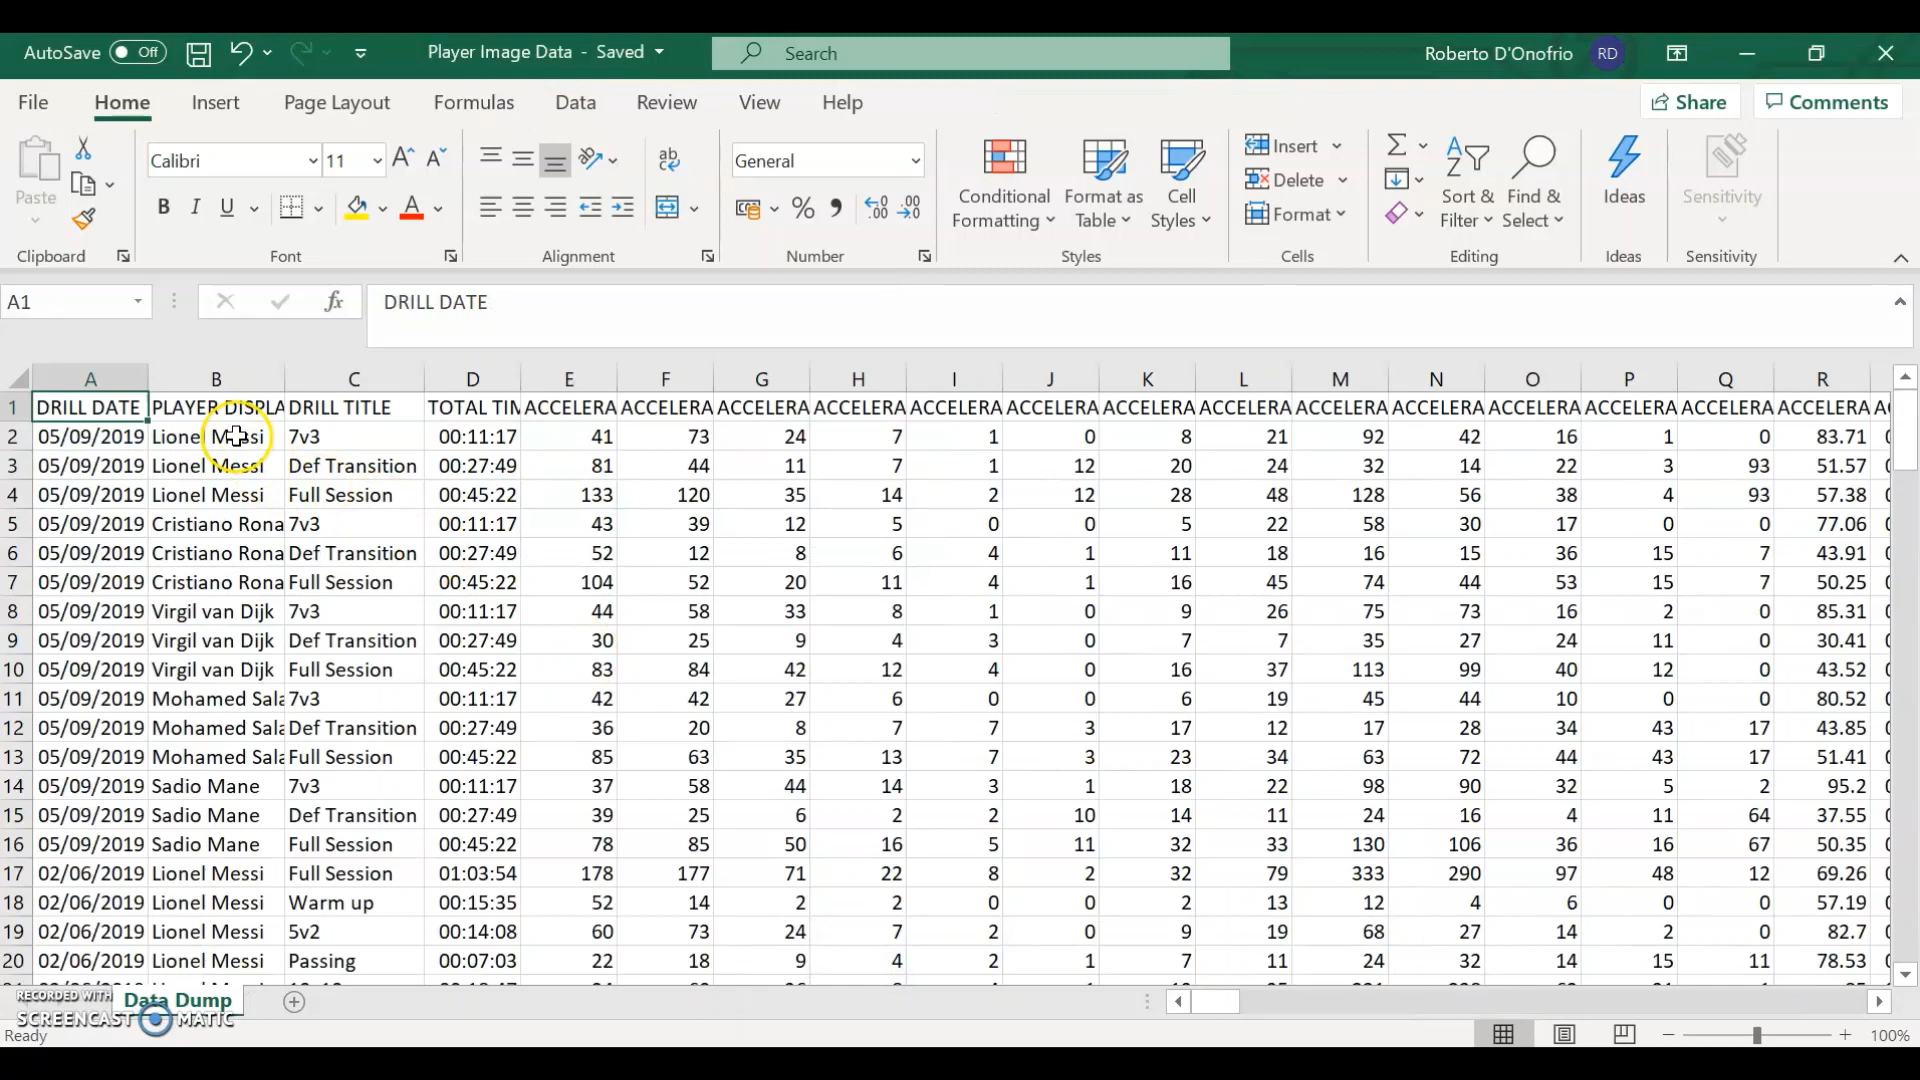 AutoSave Off Player Image Data - Saved Search Roberto D'Onofrio RD
File Home Insert Page Layout Formulas Data Review View Help Share Comments
Paste Calibri 11 General Conditional Formatting Format as Table Cell Styles Insert Delete Format Sort & Filter Find & Select Ideas Sensitivity
Clipboard Font Alignment Number Styles Cells Editing Ideas Sensitivity
A1 fx DRILL DATE
A B C D E F G H I J K L M N O P Q R
1 DRILL DATE PLAYER DISPLA DRILL TITLE TOTAL TIM ACCELERA ACCELERA ACCELERA ACCELERA ACCELERA ACCELERA ACCELERA ACCELERA ACCELERA ACCELERA ACCELERA ACCELERA ACCELERA ACCELERA AC
2 05/09/2019 Lionel Messi 7v3 00:11:17 41 73 24 7 1 0 8 21 92 42 16 1 0 83.71
3 05/09/2019 Lionel Messi Def Transition 00:27:49 81 44 11 7 1 12 20 24 32 14 22 3 93 51.57
4 05/09/2019 Lionel Messi Full Session 00:45:22 133 120 35 14 2 12 28 48 128 56 38 4 93 57.38
5 05/09/2019 Cristiano Rona 7v3 00:11:17 43 39 12 5 0 0 5 22 58 30 17 0 0 77.06
6 05/09/2019 Cristiano Rona Def Transition 00:27:49 52 12 8 6 4 1 11 18 16 15 36 15 7 43.91
7 05/09/2019 Cristiano Rona Full Session 00:45:22 104 52 20 11 4 1 16 45 74 44 53 15 7 50.25
8 05/09/2019 Virgil van Dijk 7v3 00:11:17 44 58 33 8 1 0 9 26 75 73 16 2 0 85.31
9 05/09/2019 Virgil van Dijk Def Transition 00:27:49 30 25 9 4 3 0 7 7 35 27 24 11 0 30.41
10 05/09/2019 Virgil van Dijk Full Session 00:45:22 83 84 42 12 4 0 16 37 113 99 40 12 0 43.52
11 05/09/2019 Mohamed Sala 7v3 00:11:17 42 42 27 6 0 0 6 19 45 44 10 0 0 80.52
12 05/09/2019 Mohamed Sala Def Transition 00:27:49 36 20 8 7 7 3 17 12 17 28 34 43 17 43.85
13 05/09/2019 Mohamed Sala Full Session 00:45:22 85 63 35 13 7 3 23 34 63 72 44 43 17 51.41
14 05/09/2019 Sadio Mane 7v3 00:11:17 37 58 44 14 3 1 18 22 98 90 32 5 2 95.2
15 05/09/2019 Sadio Mane Def Transition 00:27:49 39 25 6 2 2 10 14 11 24 16 4 11 64 37.55
16 05/09/2019 Sadio Mane Full Session 00:45:22 78 85 50 16 5 11 32 33 130 106 36 16 67 50.35
17 02/06/2019 Lionel Messi Full Session 01:03:54 178 177 71 22 8 2 32 79 333 290 97 48 12 69.26
18 02/06/2019 Lionel Messi Warm up 00:15:35 52 14 2 2 0 0 2 13 12 4 6 0 0 57.19
19 02/06/2019 Lionel Messi 5v2 00:14:08 60 73 24 7 2 0 9 19 68 27 14 2 0 82.7
20 02/06/2019 Lionel Messi Passing 00:07:03 22 18 9 4 2 1 7 11 24 32 14 15 11 78.53
Data Dump
RECORDED WITH
SCREENCAST MATIC
Ready 100%